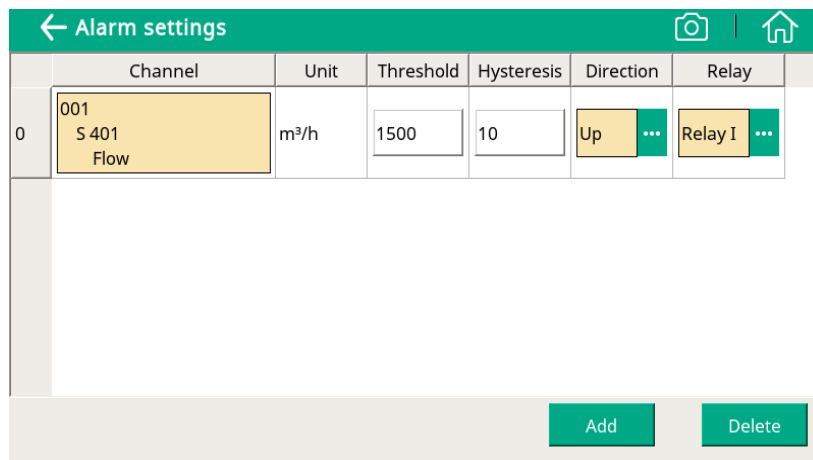 Alarm settings
Channel Unit Threshold Hysteresis Direction Relay
001
0 S 401 m³/h 1500 10 Up ... Relay I ...
Flow
Add Delete